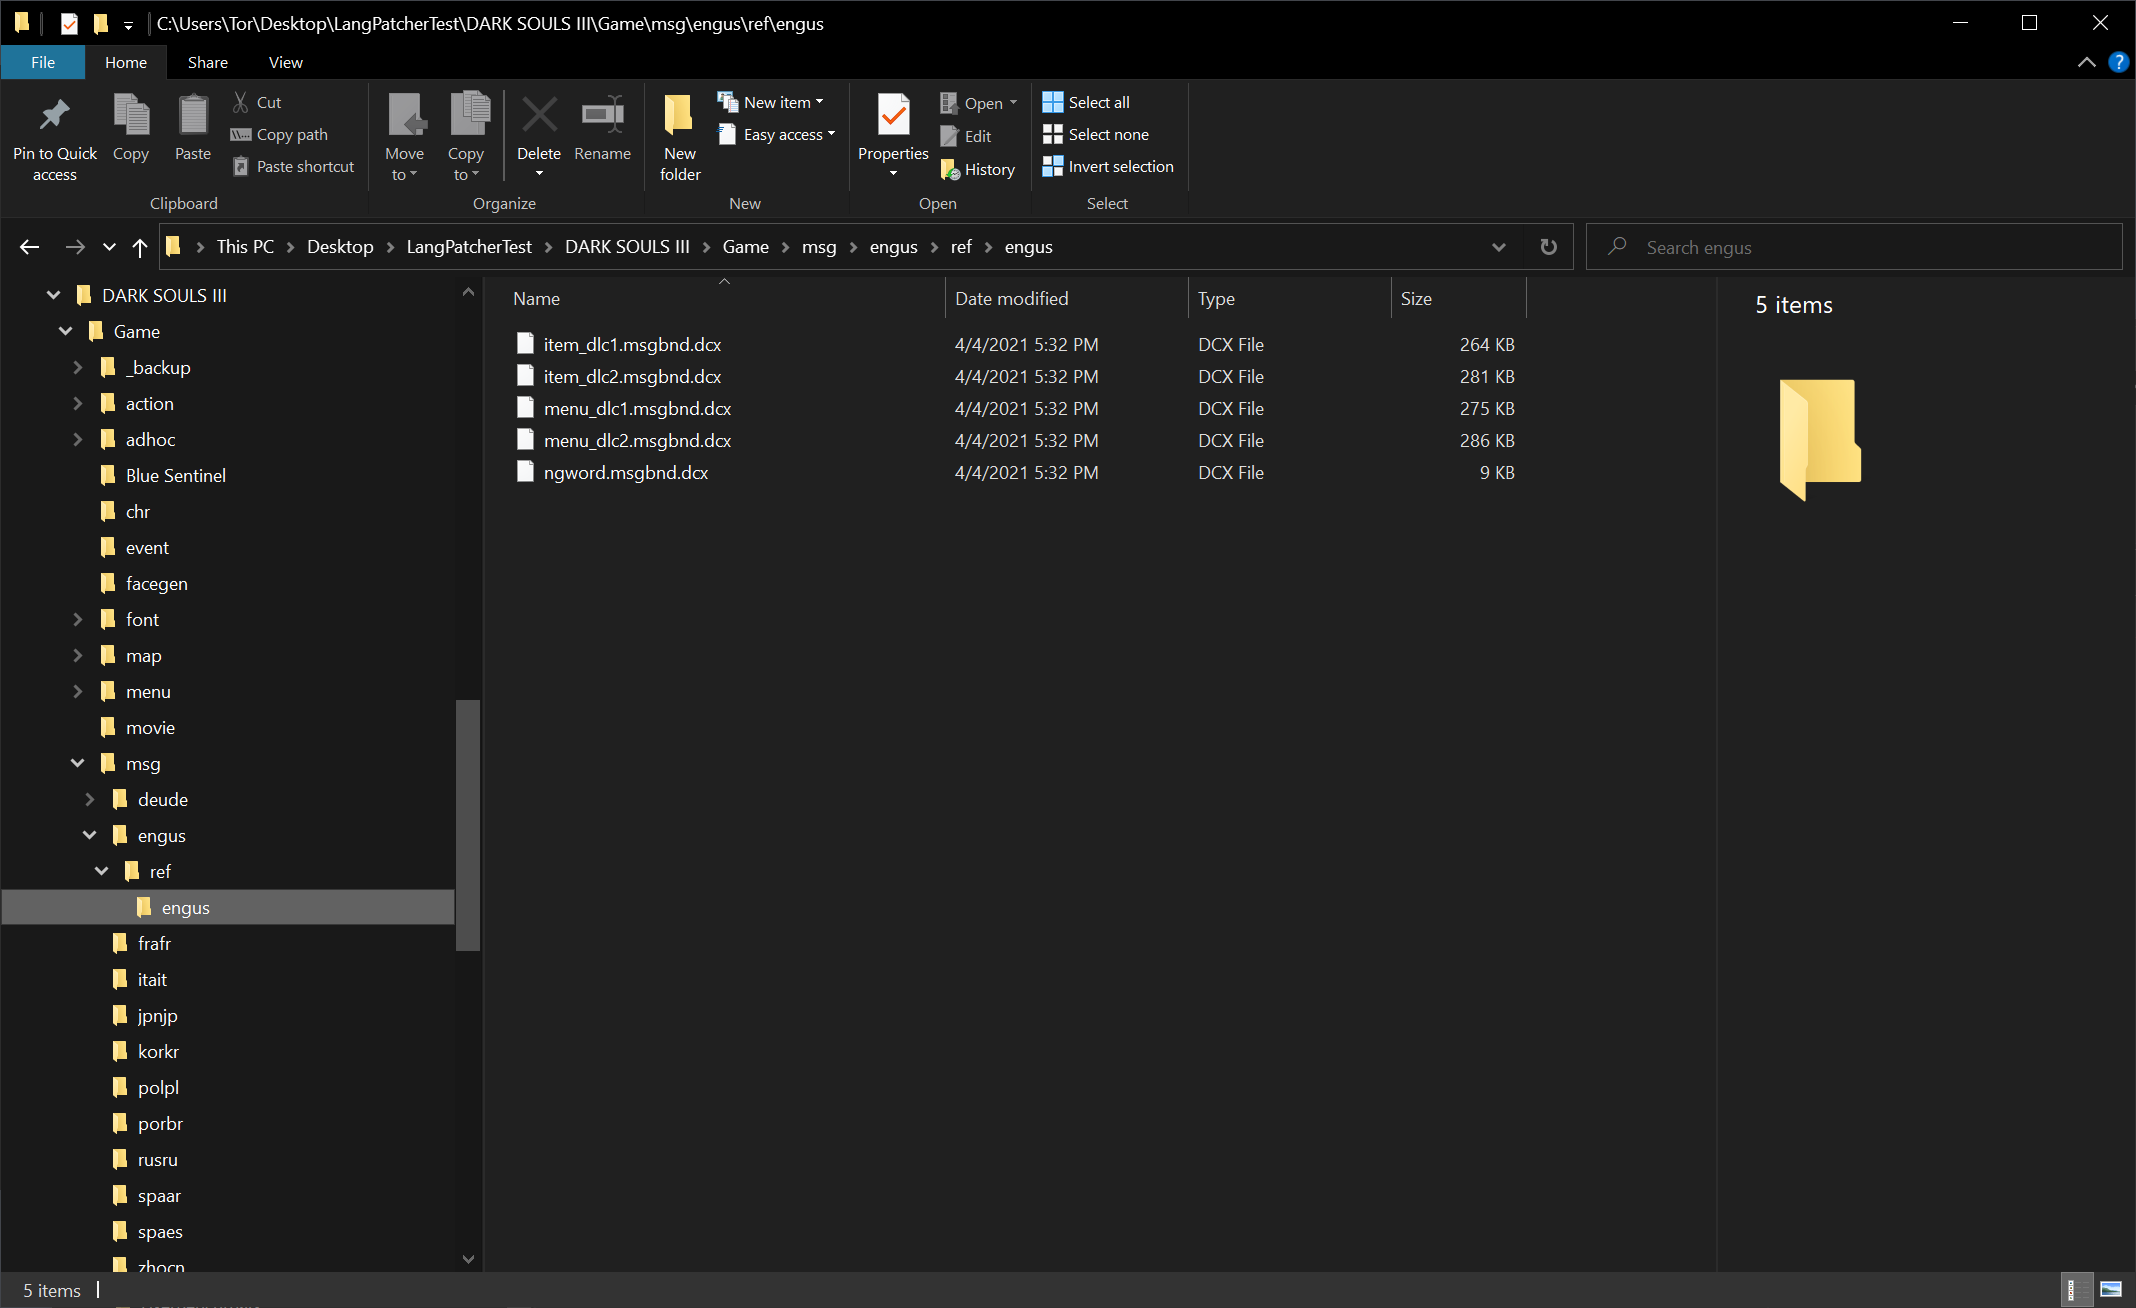 C:\Users\Tor\Desktop\LangPatcherTest\DARK SOULS III\Game\msg\engus\ref\engus
File Home Share View
?
Pin to Quick access
Copy
Paste
Cut
Copy path
Paste shortcut
Clipboard
Move to
Copy to
Delete
Rename
Organize
New folder
New item
Easy access
New
Properties
Open
Edit
History
Open
Select all
Select none
Invert selection
Select
This PC Desktop LangPatcherTest DARK SOULS III Game msg engus ref engus
Search engus
DARK SOULS III
Game
_backup
action
adhoc
Blue Sentinel
chr
event
facegen
font
map
menu
movie
msg
deude
engus
ref
engus
frafr
itait
jpnjp
korkr
polpl
porbr
rusru
spaar
spaes
zhocn
Name Date modified Type Size
item_dlc1.msgbnd.dcx 4/4/2021 5:32 PM DCX File 264 KB
item_dlc2.msgbnd.dcx 4/4/2021 5:32 PM DCX File 281 KB
menu_dlc1.msgbnd.dcx 4/4/2021 5:32 PM DCX File 275 KB
menu_dlc2.msgbnd.dcx 4/4/2021 5:32 PM DCX File 286 KB
ngword.msgbnd.dcx 4/4/2021 5:32 PM DCX File 9 KB
5 items
5 items